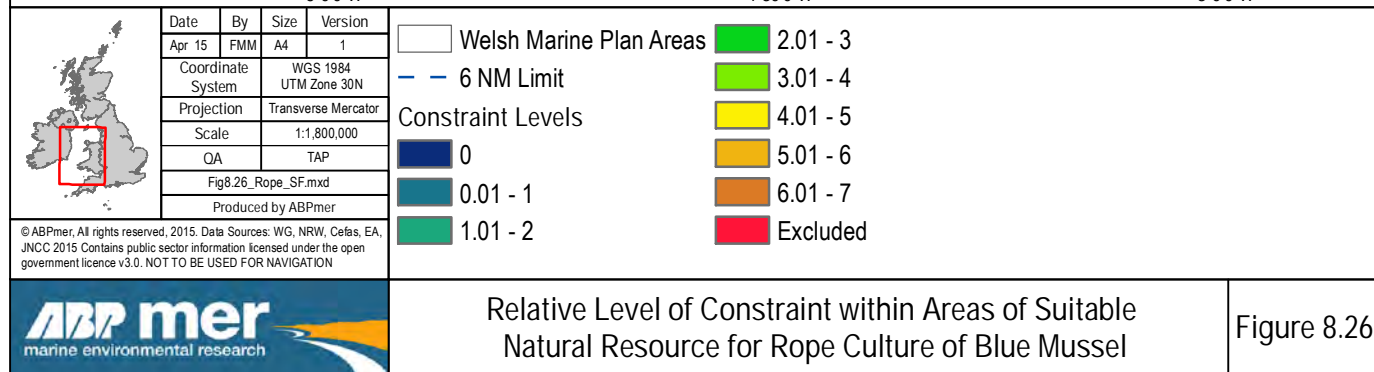 Date By Size Version
Apr 15 FMM A4 1
Coordinate System WGS 1984 UTM Zone 30N
Projection Transverse Mercator
Scale 1:1,800,000
QA TAP
Fig8.26_Rope_SF.mxd
Produced by ABPmer
© ABPmer, All rights reserved, 2015. Data Sources: WG, NRW, Cefas, EA,
JNCC 2015 Contains public sector information licensed under the open
government licence v3.0. NOT TO BE USED FOR NAVIGATION
Welsh Marine Plan Areas
6 NM Limit
Constraint Levels
0
0.01 - 1
1.01 - 2
2.01 - 3
3.01 - 4
4.01 - 5
5.01 - 6
6.01 - 7
Excluded
ABP mer
marine environmental research
Relative Level of Constraint within Areas of Suitable
Natural Resource for Rope Culture of Blue Mussel
Figure 8.26